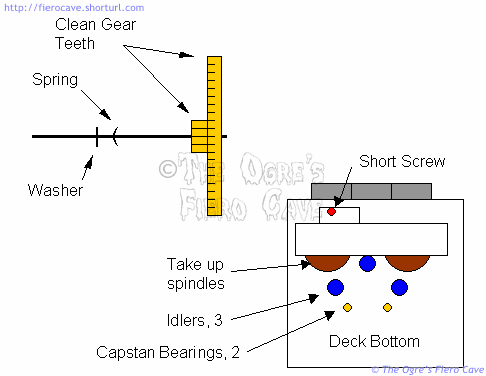 http://fierocave.shorturl.com
Clean Gear
Teeth
Spring
Washer
©The Ogre's
Fiero Cave
Short Screw
Take up
spindles
Idlers, 3
Capstan Bearings, 2
Deck Bottom
© The Ogre's Fiero Cave